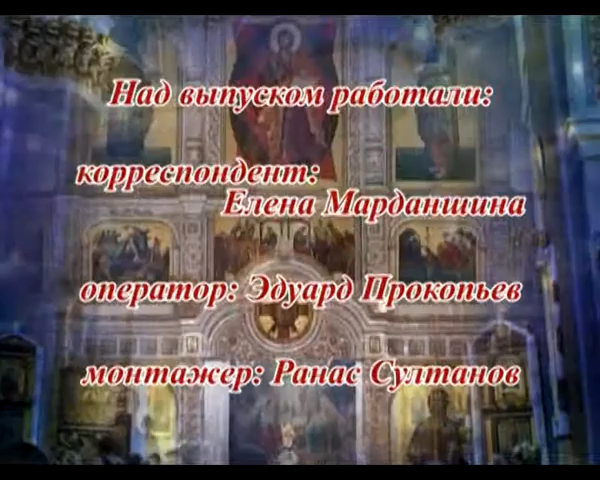 Над выпуском работали:
корреспондент:
Елена Марданшина
оператор: Эдуард Прокопьев
монтажер: Ранас Султанов